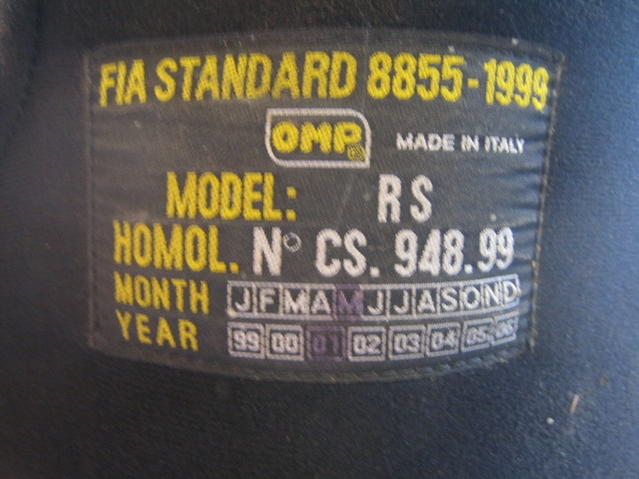 FIA STANDARD 8855-1999
OMP MADE IN ITALY
MODEL: RS
HOMOL. N° CS. 948.99
MONTH J F M A M J J A S O N D
YEAR 99 00 01 02 03 04 05 06